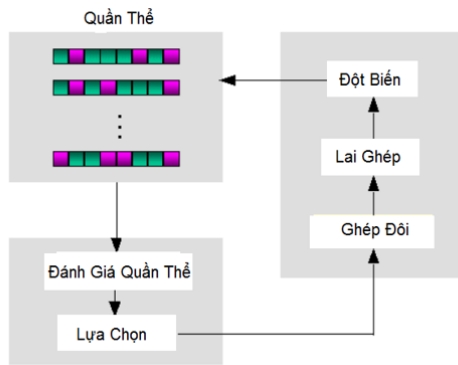 Quần Thể
Đánh Giá Quần Thể
Lựa Chọn
Ghép Đôi
Lai Ghép
Đột Biến